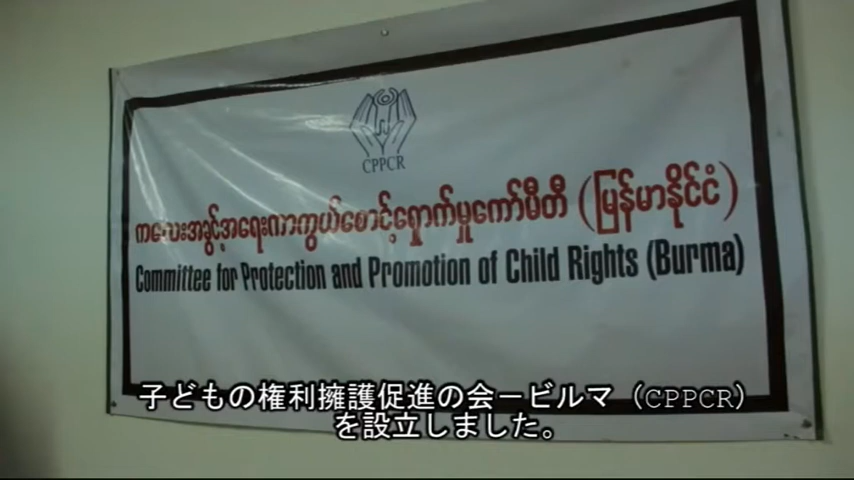 CPPCR
ကလေးအခွင့်အရေးကာကွယ်စောင့်ရှောက်မှုကော်မီတီ (မြန်မာနိုင်ငံ)
Committee for Protection and Promotion of Child Rights (Burma)
子どもの権利擁護促進の会－ビルマ（CPPCR）
を設立しました。